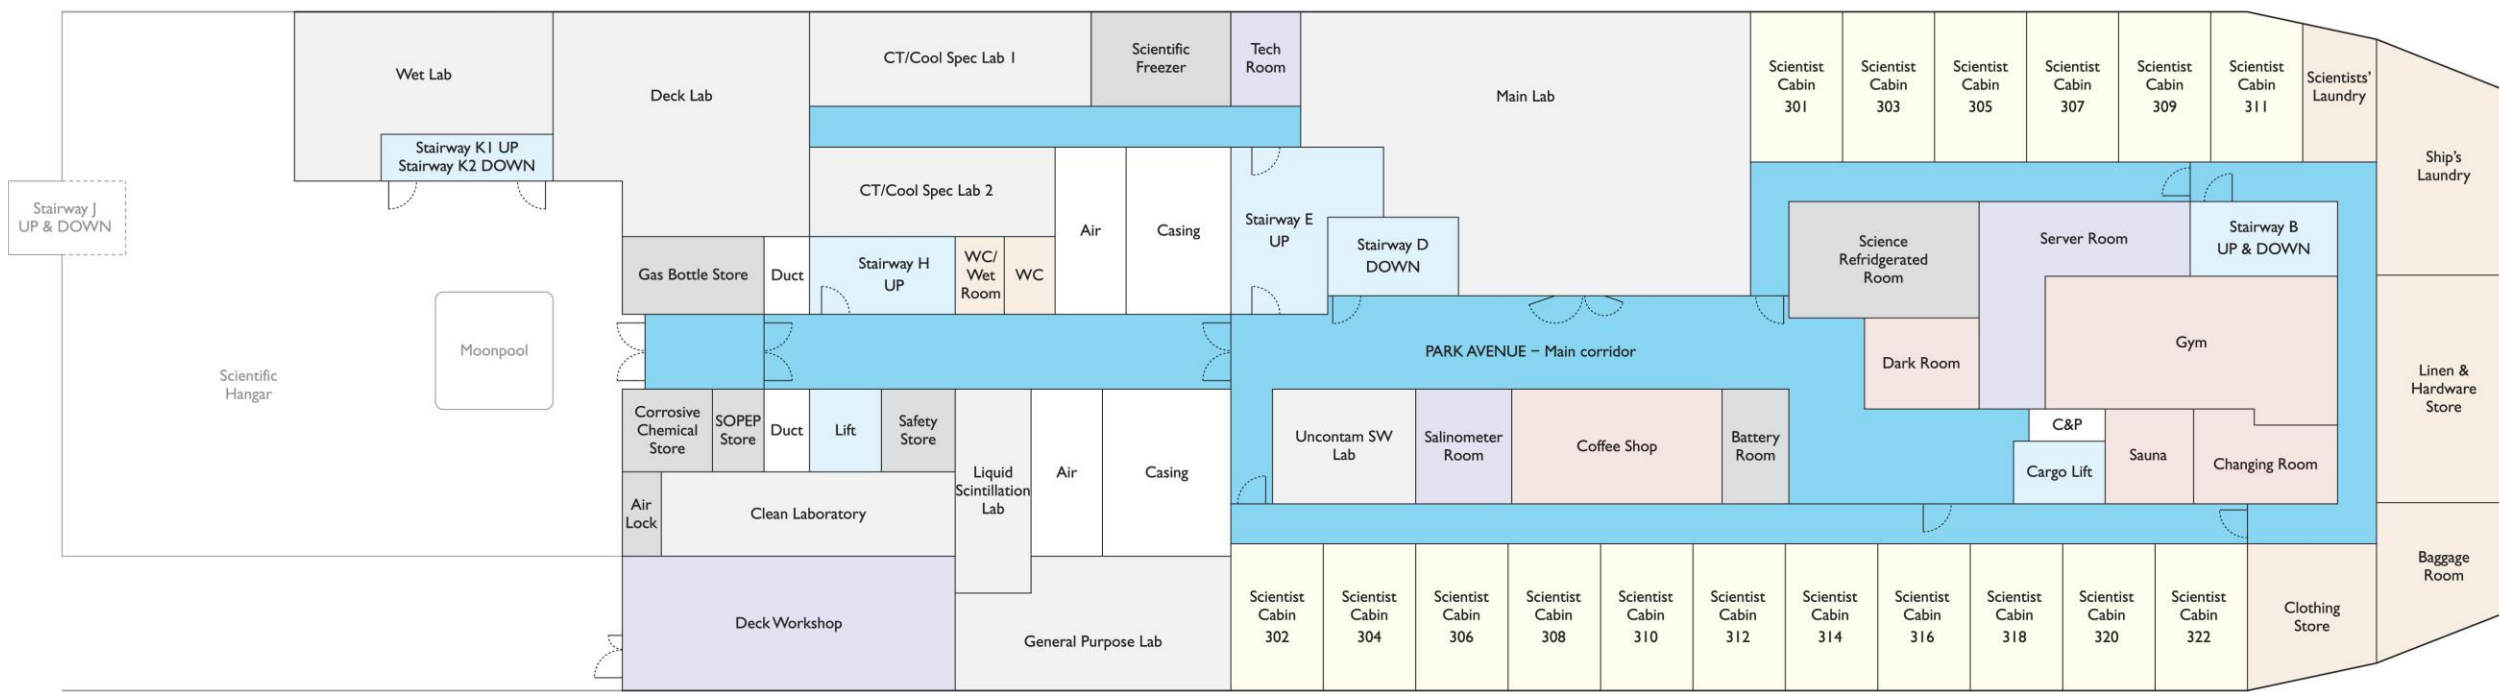 Wet Lab
Stairway K1 UP
Stairway K2 DOWN
Deck Lab
CT/Cool Spec Lab 1
Scientific
Freezer
Tech
Room
Main Lab
Scientist
Cabin
301
Scientist
Cabin
303
Scientist
Cabin
305
Scientist
Cabin
307
Scientist
Cabin
309
Scientist
Cabin
311
Scientists'
Laundry
Ship's
Laundry
Stairway J
UP & DOWN
CT/Cool Spec Lab 2
Gas Bottle Store
Duct
Stairway H
UP
WC/
Wet
Room
WC
Air
Casing
Stairway E
UP
Stairway D
DOWN
Science
Refridgerated
Room
Server Room
Stairway B
UP & DOWN
Scientific
Hangar
Moonpool
PARK AVENUE – Main corridor
Dark Room
Gym
Linen &
Hardware
Store
Corrosive
Chemical
Store
SOPEP
Store
Duct
Lift
Safety
Store
Liquid
Scintillation
Lab
Air
Casing
Uncontam SW
Lab
Salinometer
Room
Coffee Shop
Battery
Room
C&P
Cargo Lift
Sauna
Changing Room
Air
Lock
Clean Laboratory
Deck Workshop
General Purpose Lab
Scientist
Cabin
302
Scientist
Cabin
304
Scientist
Cabin
306
Scientist
Cabin
308
Scientist
Cabin
310
Scientist
Cabin
312
Scientist
Cabin
314
Scientist
Cabin
316
Scientist
Cabin
318
Scientist
Cabin
320
Scientist
Cabin
322
Clothing
Store
Baggage
Room